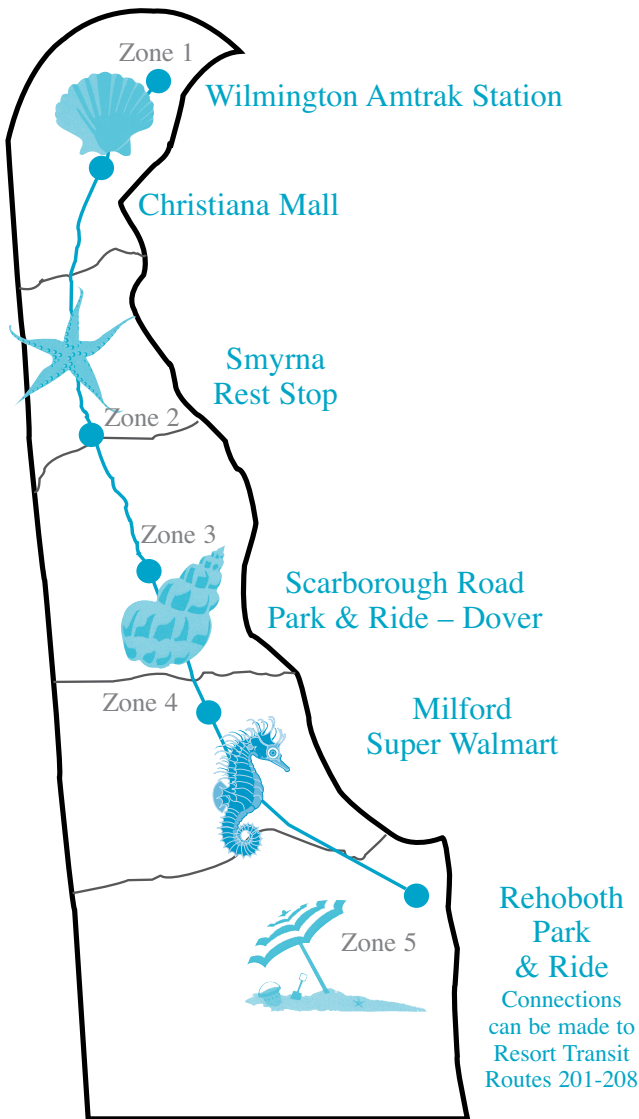 Zone 1
Wilmington Amtrak Station
Christiana Mall
Smyrna
Rest Stop
Zone 2
Zone 3
Scarborough Road
Park & Ride – Dover
Zone 4
Milford
Super Walmart
Rehoboth
Park
& Ride
Zone 5
Connections
can be made to
Resort Transit
Routes 201-208